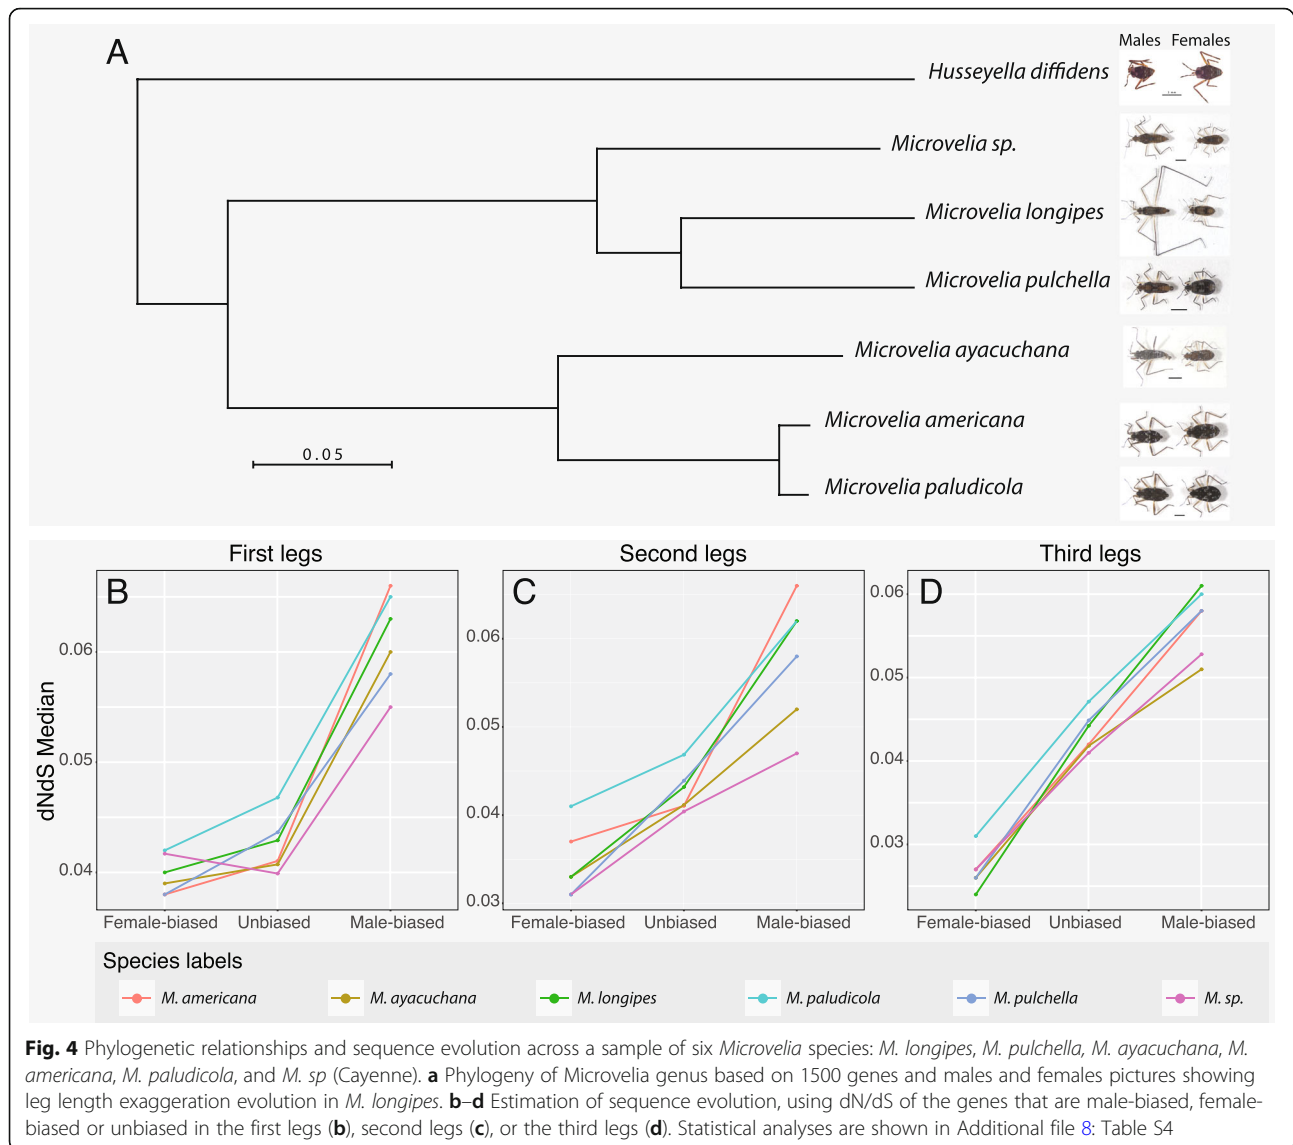 A
Males Females
Husseyella diffidens
Microvelia sp.
Microvelia longipes
Microvelia pulchella
Microvelia ayacuchana
Microvelia americana
Microvelia paludicola
0.05
First legs
Second legs
Third legs
B
C
D
dNdS Median
0.06
0.05
0.04
0.06
0.05
0.04
0.03
0.06
0.05
0.04
0.03
Female-biased Unbiased Male-biased
Female-biased Unbiased Male-biased
Female-biased Unbiased Male-biased
Species labels
M. americana M. ayacuchana M. longipes M. paludicola M. pulchella M. sp.
Fig. 4 Phylogenetic relationships and sequence evolution across a sample of six Microvelia species: M. longipes, M. pulchella, M. ayacuchana, M.
americana, M. paludicola, and M. sp (Cayenne). a Phylogeny of Microvelia genus based on 1500 genes and males and females pictures showing
leg length exaggeration evolution in M. longipes. b–d Estimation of sequence evolution, using dN/dS of the genes that are male-biased, female-
biased or unbiased in the first legs (b), second legs (c), or the third legs (d). Statistical analyses are shown in Additional file 8: Table S4